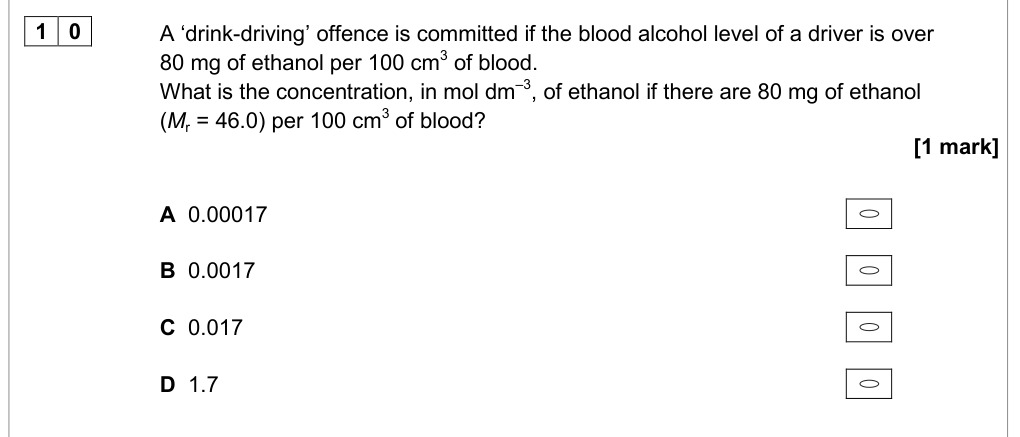 1 0 A ‘drink-driving’ offence is committed if the blood alcohol level of a driver is over
80 mg of ethanol per 100 cm³ of blood.
What is the concentration, in mol dm⁻³, of ethanol if there are 80 mg of ethanol
(Mᵣ = 46.0) per 100 cm³ of blood?
[1 mark]
A 0.00017
B 0.0017
C 0.017
D 1.7